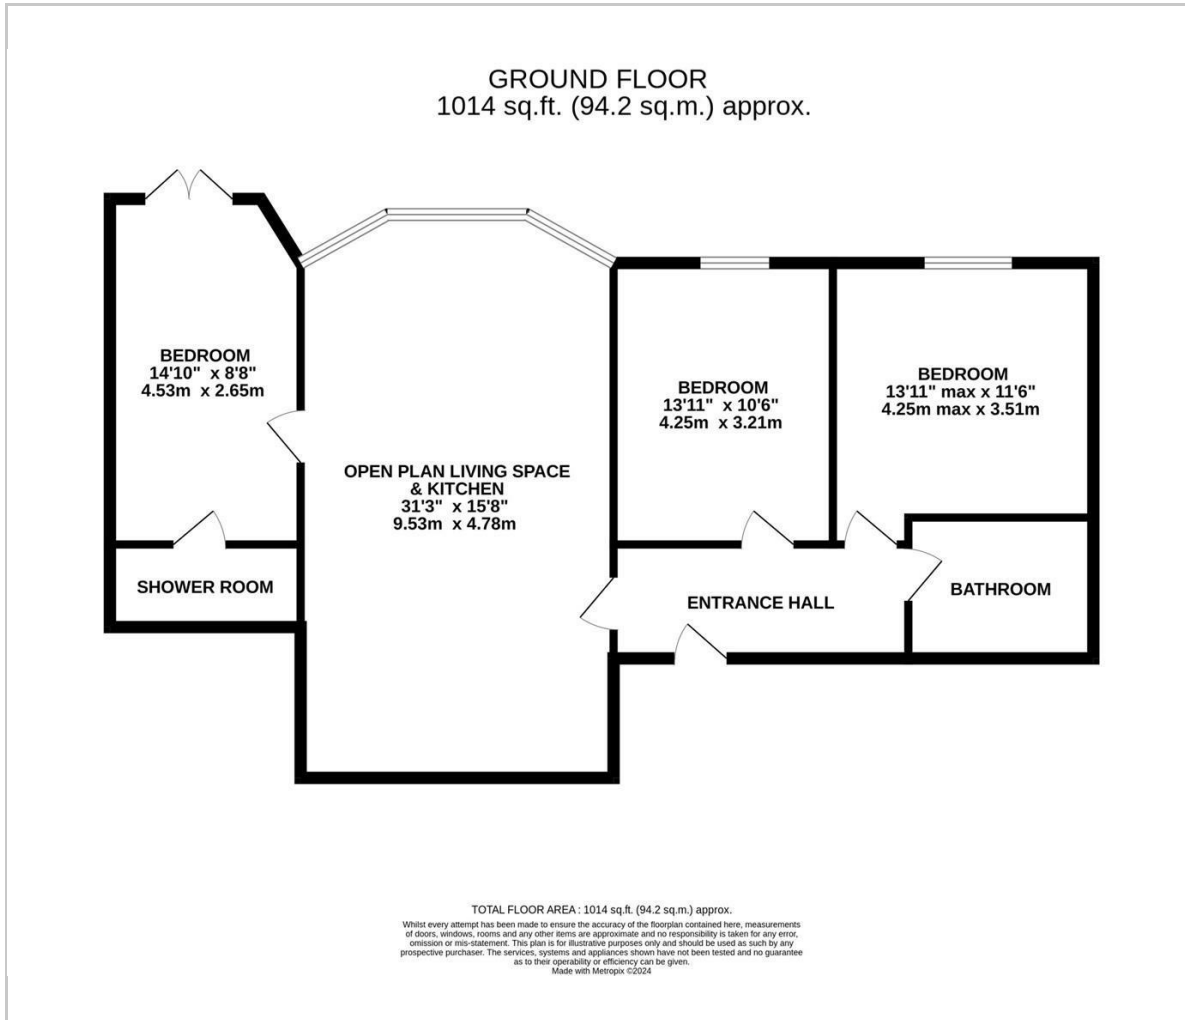 GROUND FLOOR
1014 sq.ft. (94.2 sq.m.) approx.
BEDROOM
14'10" x 8'8"
4.53m x 2.65m
BEDROOM
13'11" x 10'6"
4.25m x 3.21m
BEDROOM
13'11" max x 11'6"
4.25m max x 3.51m
OPEN PLAN LIVING SPACE
& KITCHEN
31'3" x 15'8"
9.53m x 4.78m
SHOWER ROOM
ENTRANCE HALL
BATHROOM
TOTAL FLOOR AREA : 1014 sq.ft. (94.2 sq.m.) approx.
Whilst every attempt has been made to ensure the accuracy of the floorplan contained here, measurements
of doors, windows, rooms and any other items are approximate and no responsibility is taken for any error,
omission or mis-statement. This plan is for illustrative purposes only and should be used as such by any
prospective purchaser. The services, systems and appliances shown have not been tested and no guarantee
as to their operability or efficiency can be given.
Made with Metropix ©2024